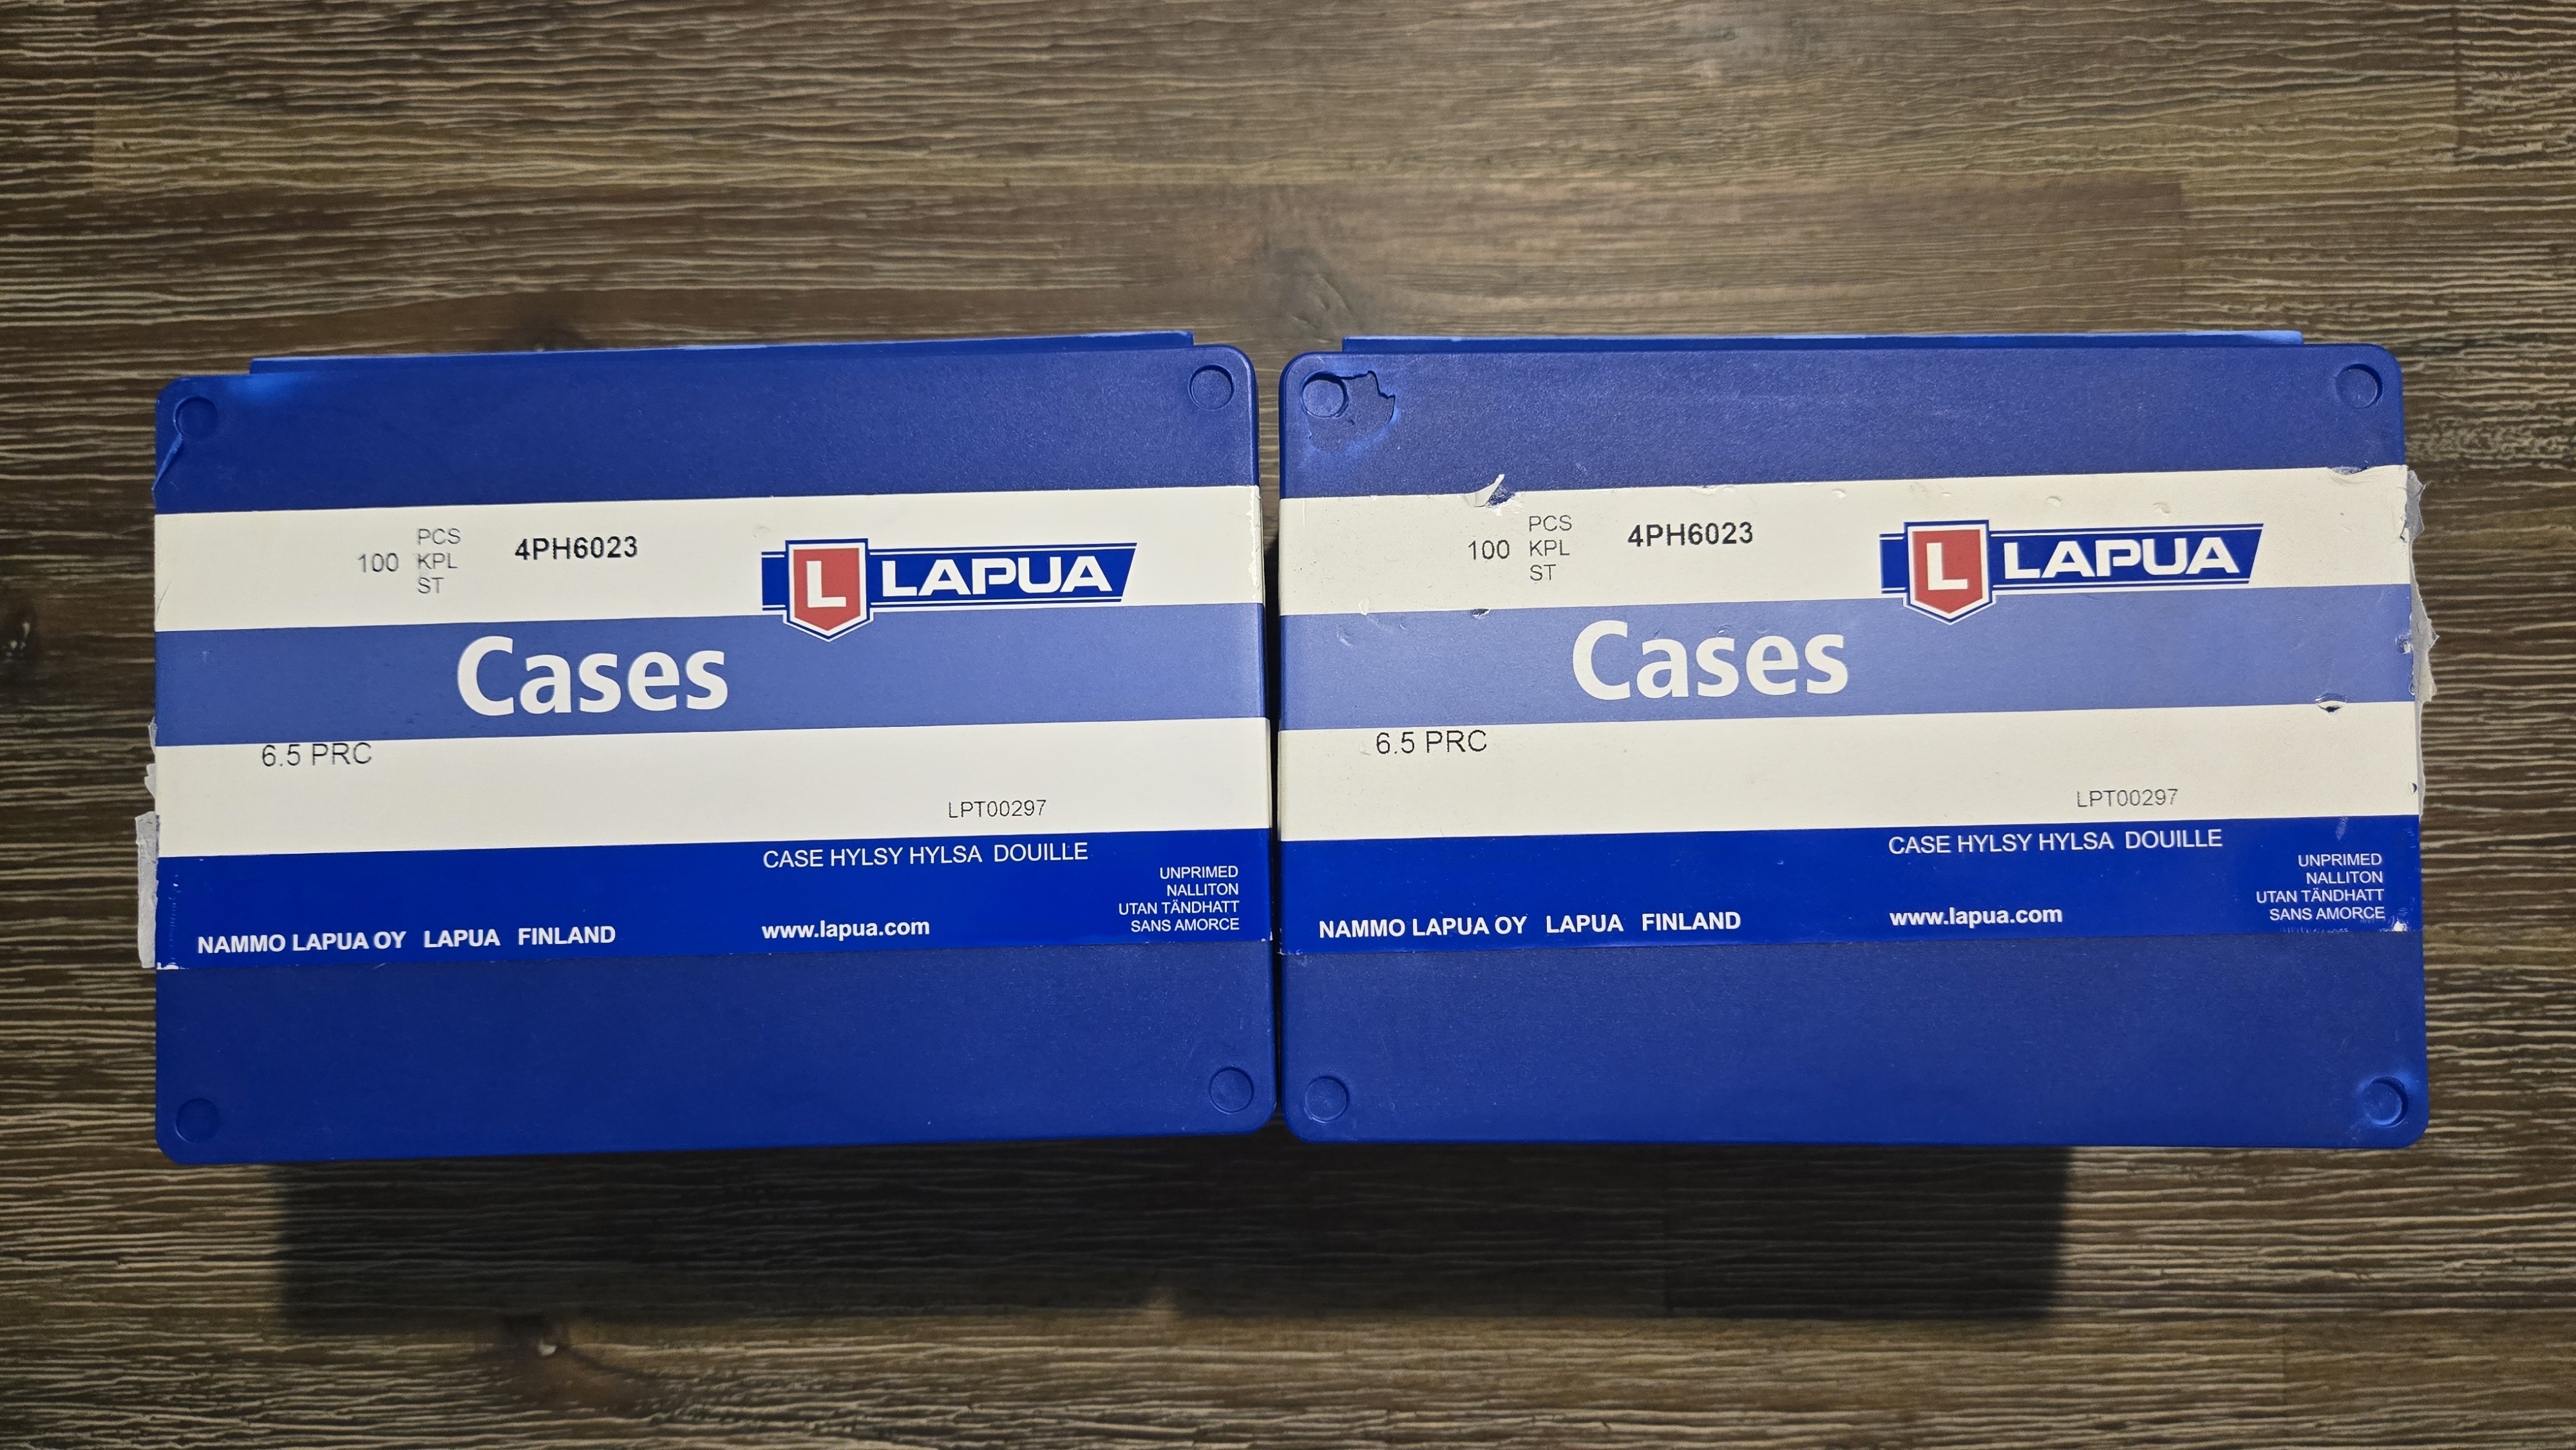 PCS
100 KPL
ST
4PH6023
L LAPUA
Cases
6.5 PRC
LPT00297
CASE HYLSY HYLSA DOUILLE
UNPRIMED
NALLITON
UTAN TÄNDHATT
SANS AMORCE
NAMMO LAPUA OY LAPUA FINLAND
www.lapua.com
PCS
100 KPL
ST
4PH6023
L LAPUA
Cases
6.5 PRC
LPT00297
CASE HYLSY HYLSA DOUILLE
UNPRIMED
NALLITON
UTAN TÄNDHATT
SANS AMORCE
NAMMO LAPUA OY LAPUA FINLAND
www.lapua.com